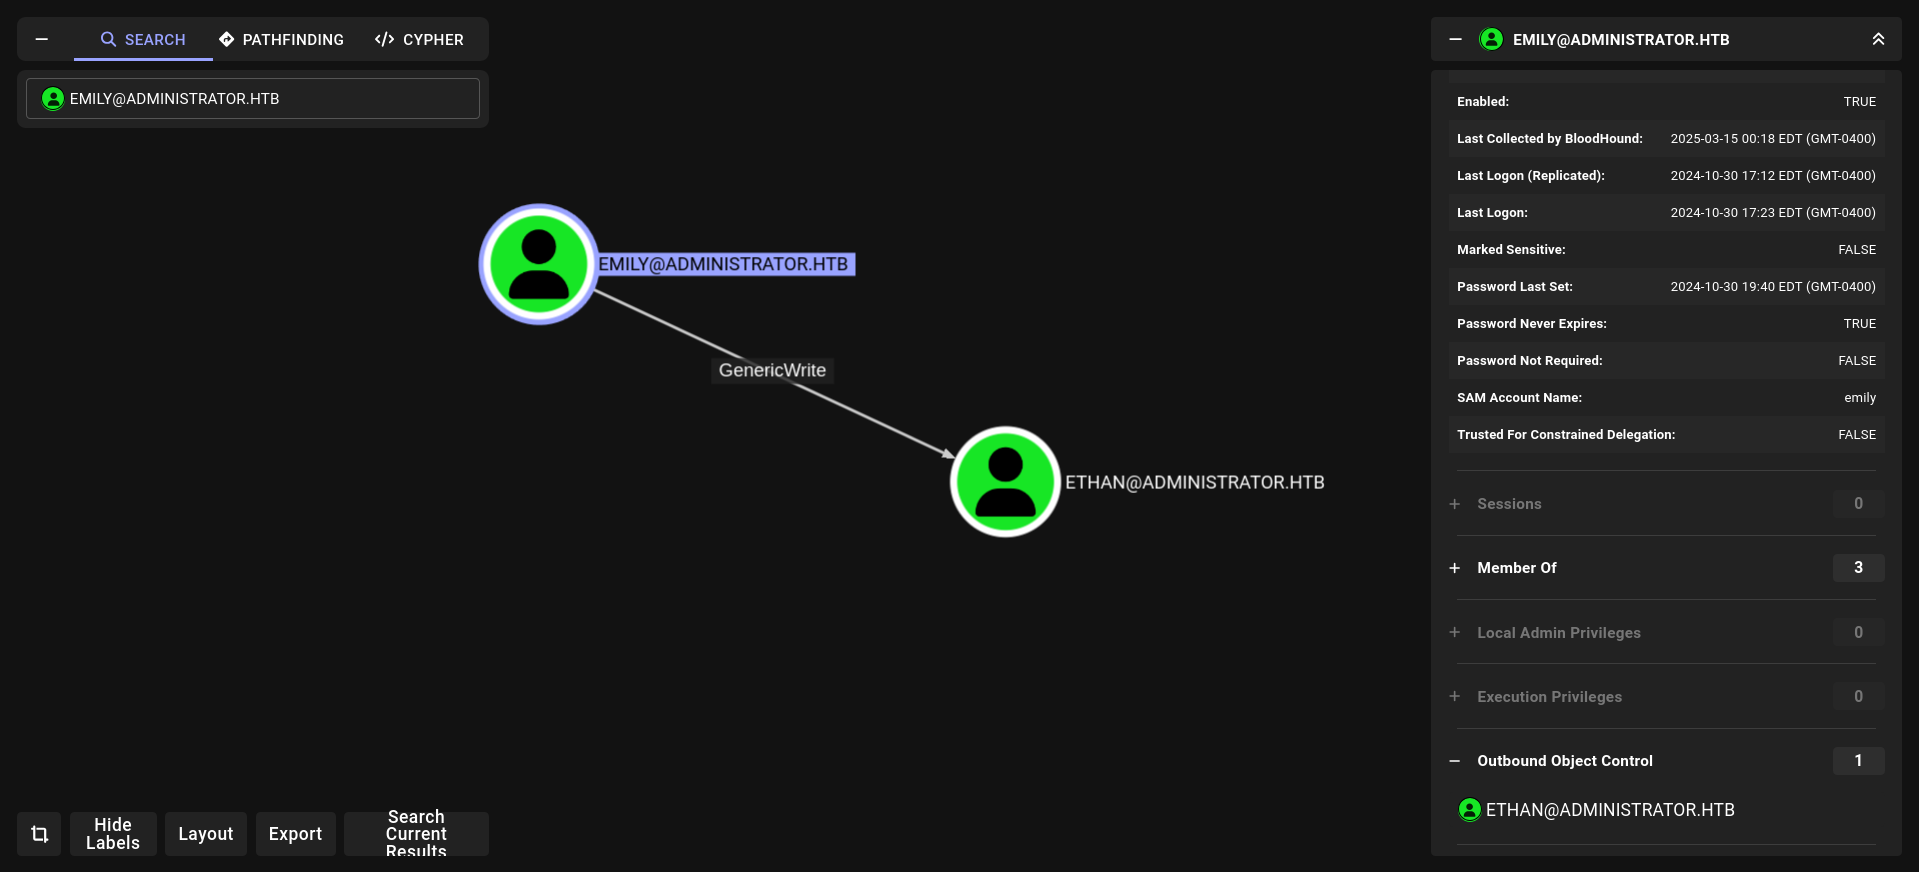 SEARCH PATHFINDING CYPHER
EMILY@ADMINISTRATOR.HTB
EMILY@ADMINISTRATOR.HTB
GenericWrite
ETHAN@ADMINISTRATOR.HTB
Hide
Labels
Layout
Export
Search
Current
Results
EMILY@ADMINISTRATOR.HTB
Enabled: TRUE
Last Collected by BloodHound: 2025-03-15 00:18 EDT (GMT-0400)
Last Logon (Replicated): 2024-10-30 17:12 EDT (GMT-0400)
Last Logon: 2024-10-30 17:23 EDT (GMT-0400)
Marked Sensitive: FALSE
Password Last Set: 2024-10-30 19:40 EDT (GMT-0400)
Password Never Expires: TRUE
Password Not Required: FALSE
SAM Account Name: emily
Trusted For Constrained Delegation: FALSE
Sessions 0
Member Of 3
Local Admin Privileges 0
Execution Privileges 0
Outbound Object Control 1
ETHAN@ADMINISTRATOR.HTB